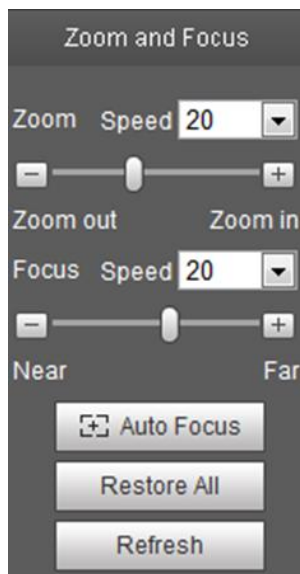 Zoom and Focus
Zoom Speed 20
Zoom out Zoom in
Focus Speed 20
Near Far
Auto Focus
Restore All
Refresh